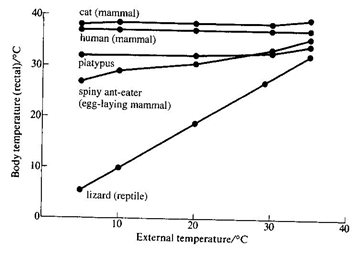 40
cat (mammal)
human (mammal)
30
platypus
spiny ant-eater
(egg-laying mammal)
20
10
lizard (reptile)
0
10
20
30
40
Body temperature (rectal)/°C
External temperature/°C